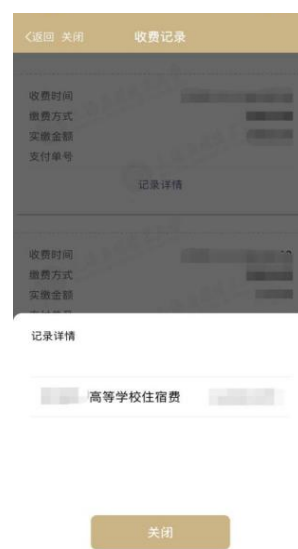 <返回 关闭 收费记录
收费时间
缴费方式
实缴金额
支付单号
记录详情
收费时间
缴费方式
实缴金额
记录详情
高等学校住宿费
关闭